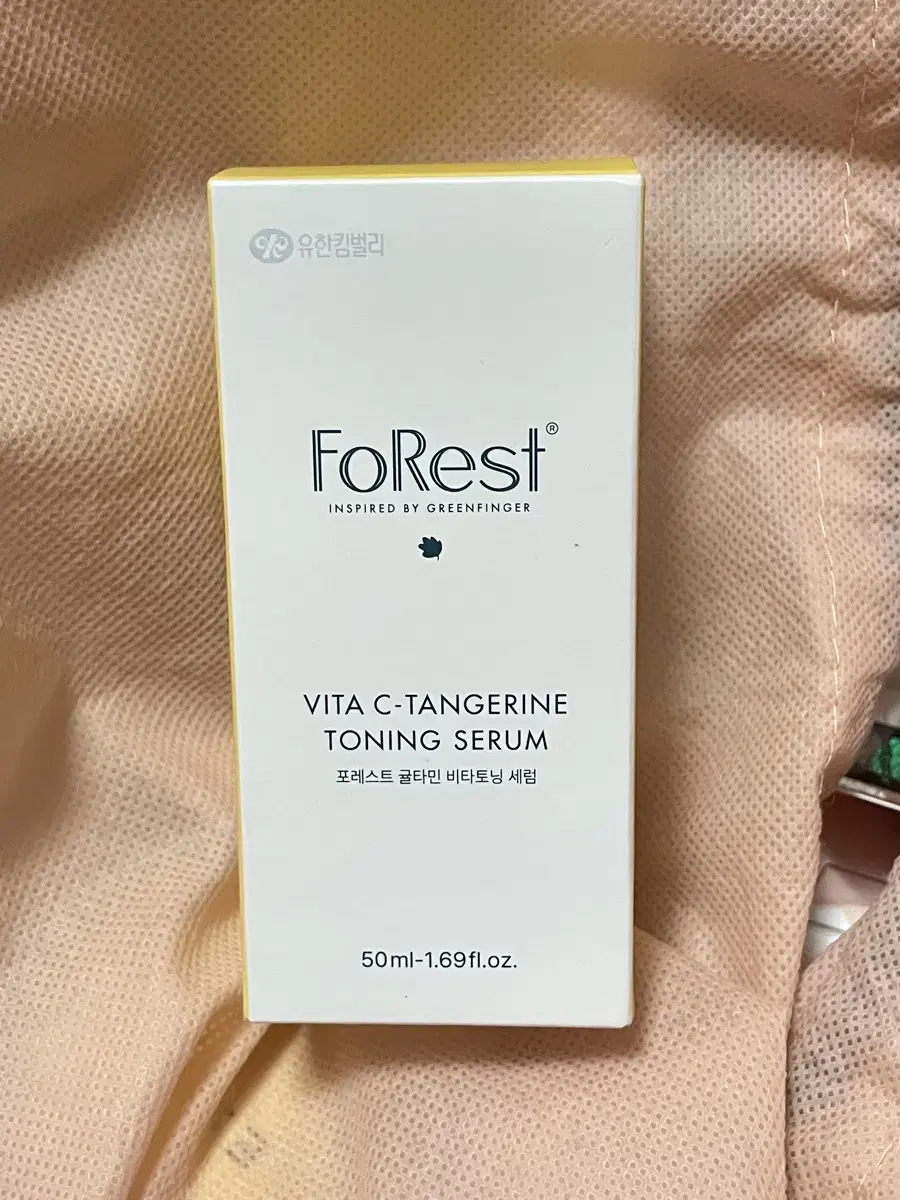 유한킴벌리
FoRest®
INSPIRED BY GREENFINGER
VITA C-TANGERINE
TONING SERUM
포레스트 귤타민 비타토닝 세럼
50ml-1.69fl.oz.